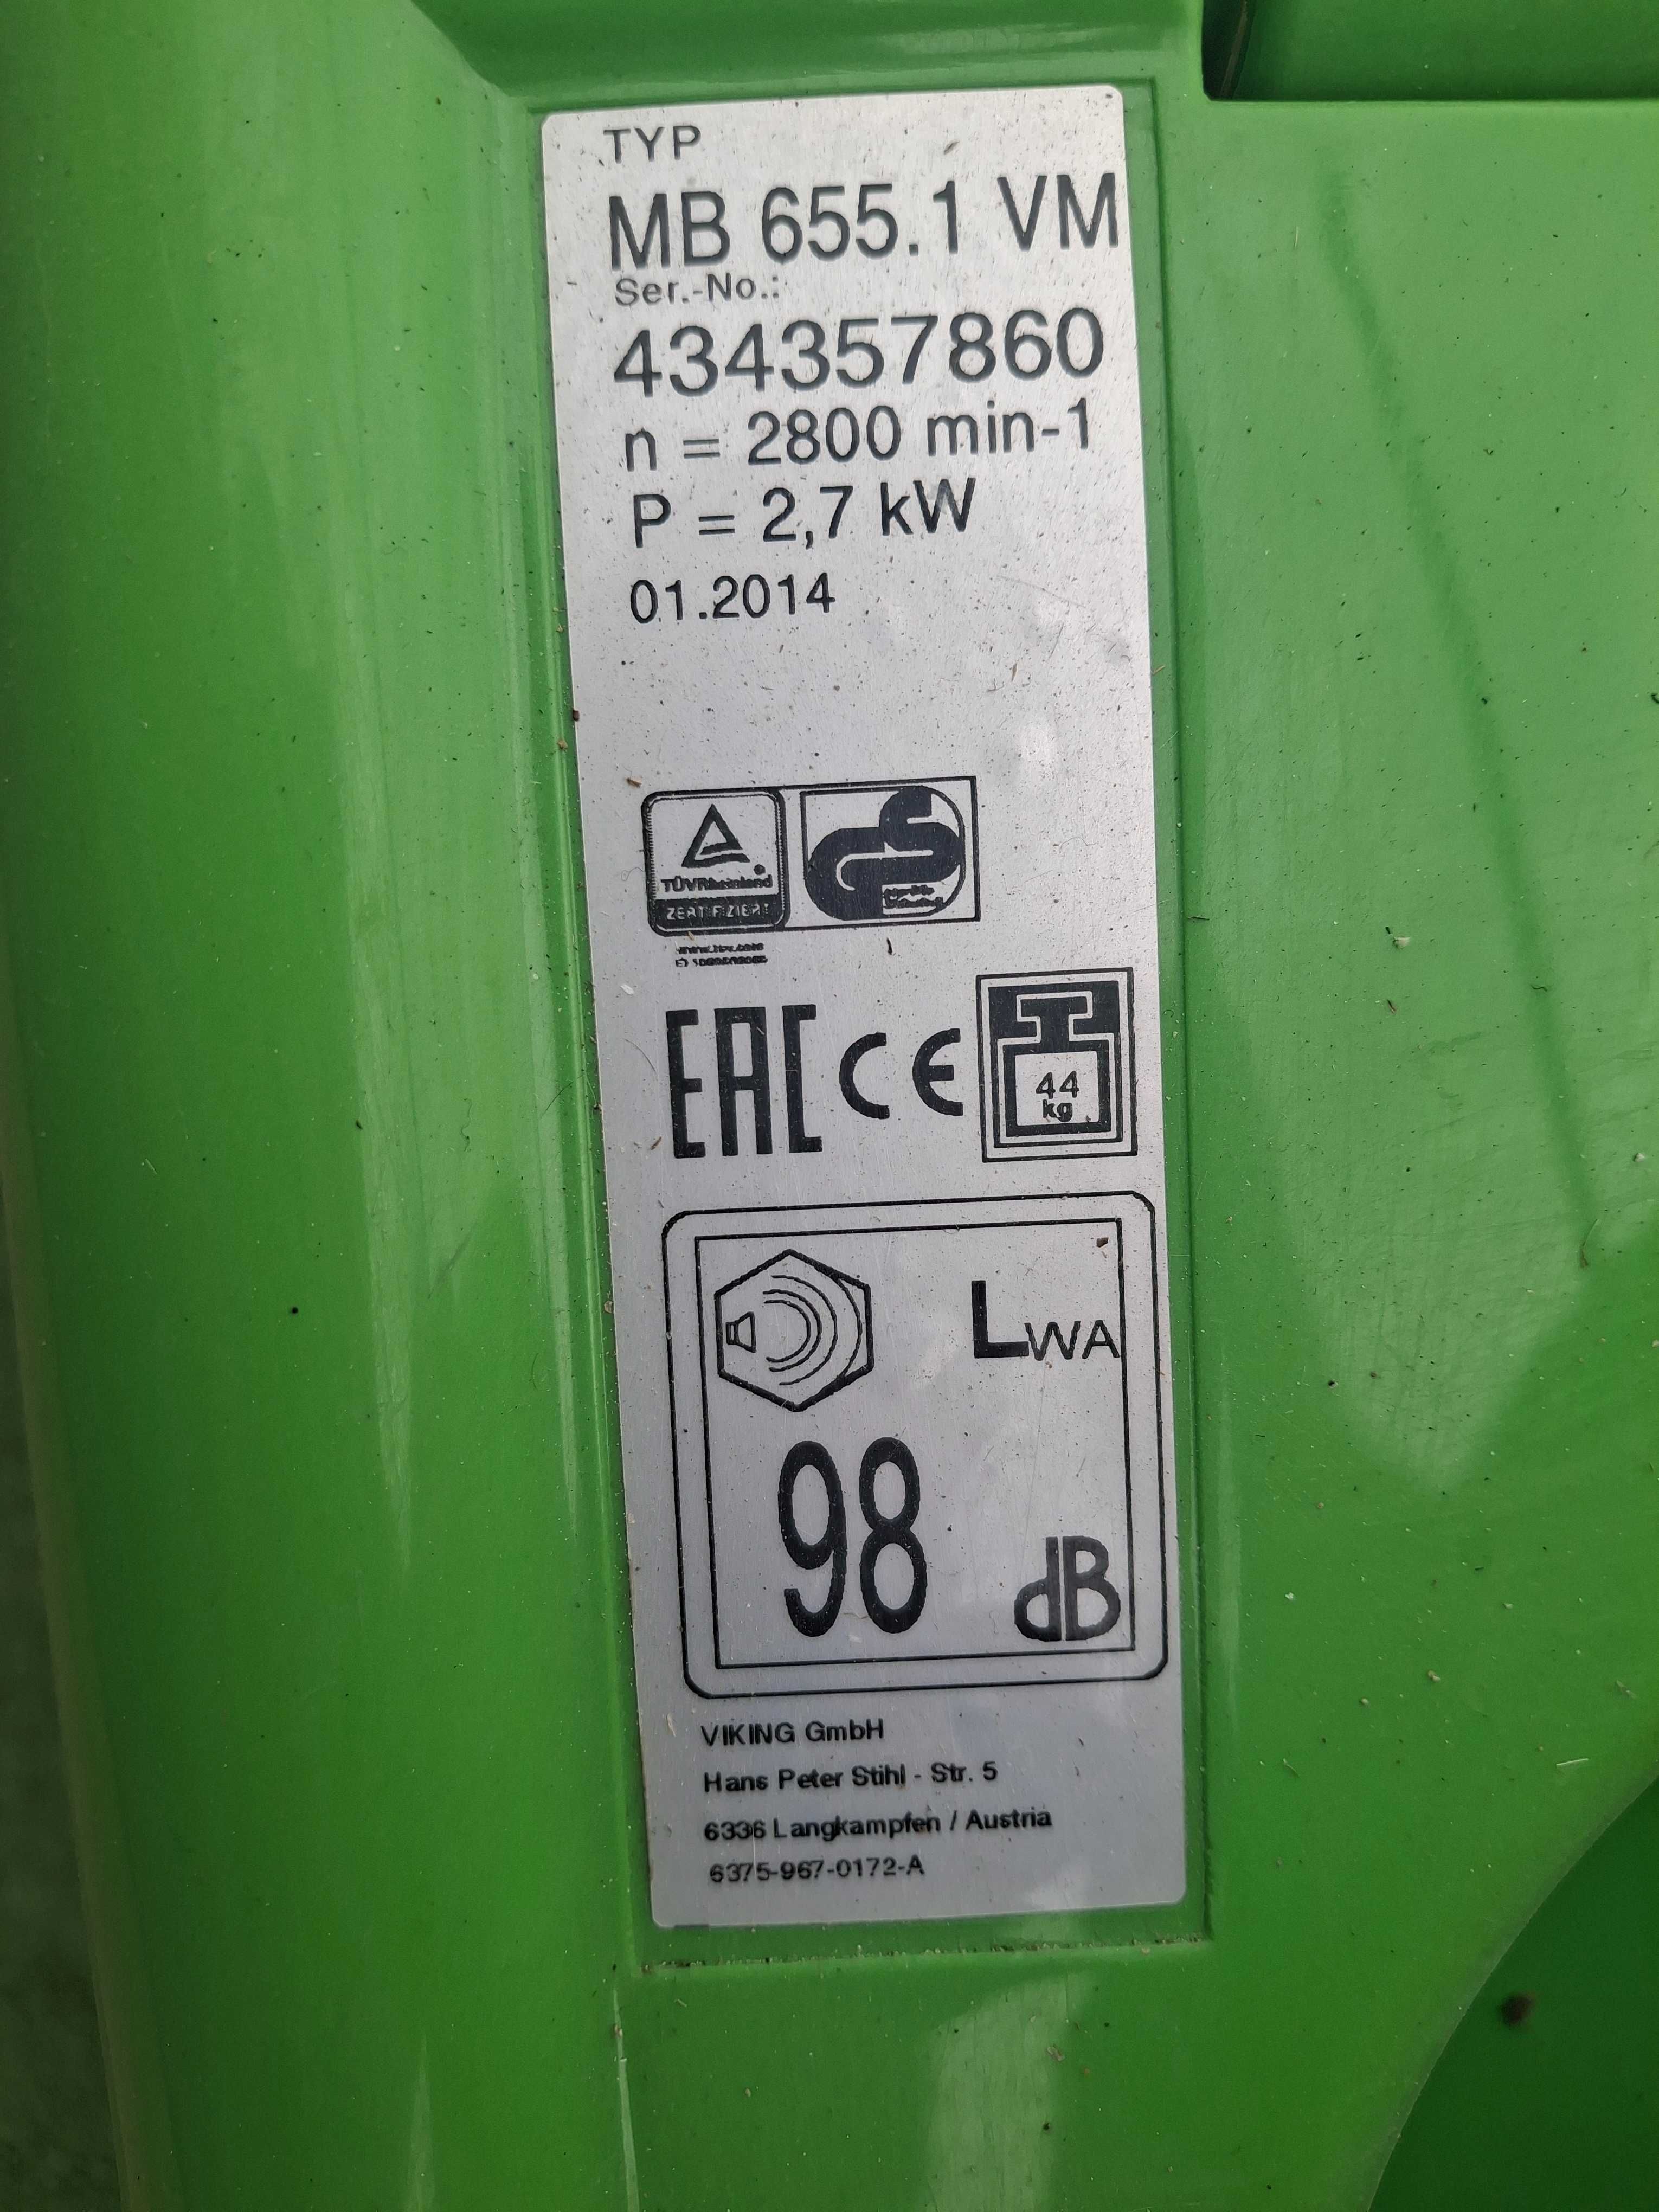 TYP
MB 655.1 VM
Ser.-No.:
434357860
n = 2800 min-1
P = 2,7 kW
01.2014
TÜVRheinland
ZERTIFIZIERT
GS
EAC CE 44
kg
LWA
98
dB
VIKING GmbH
Hans Peter Stihl - Str. 5
6336 Langkampfen / Austria
6375-967-0172-A